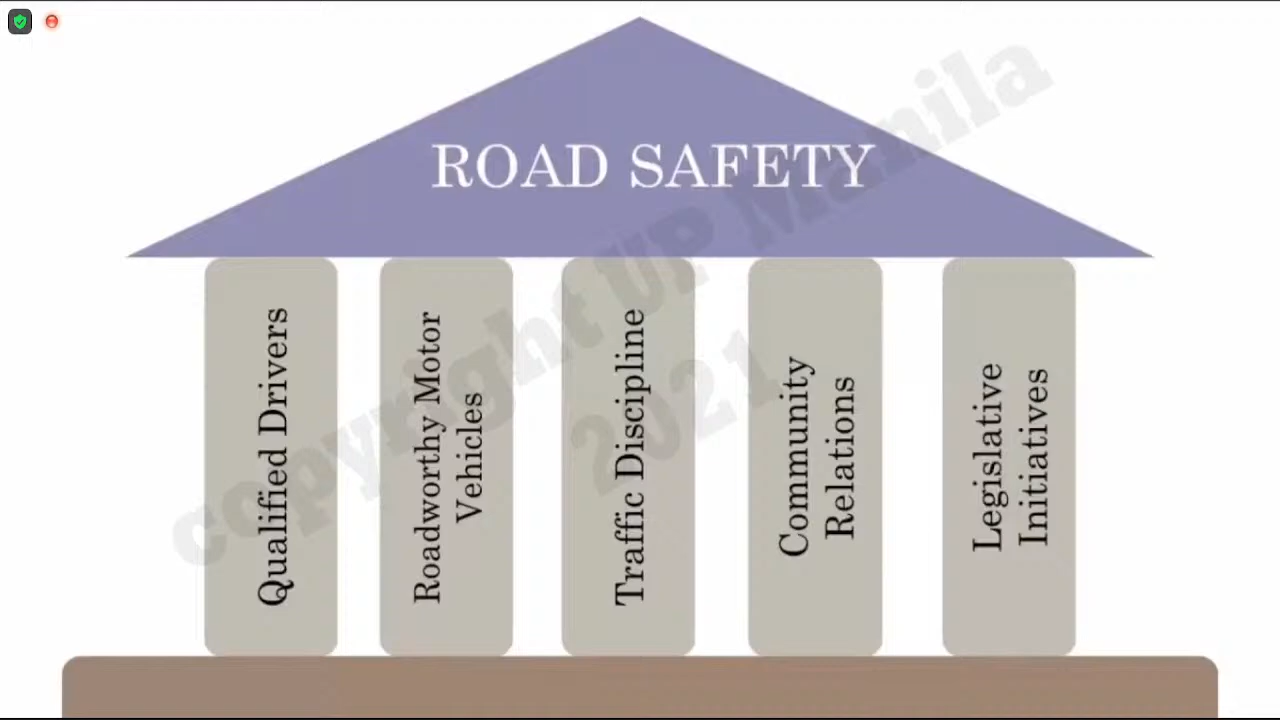 ROAD SAFETY
Qualified Drivers
Roadworthy Motor
Vehicles
Traffic Discipline
Community
Relations
Legislative
Initiatives
copyright UP Manila
2021